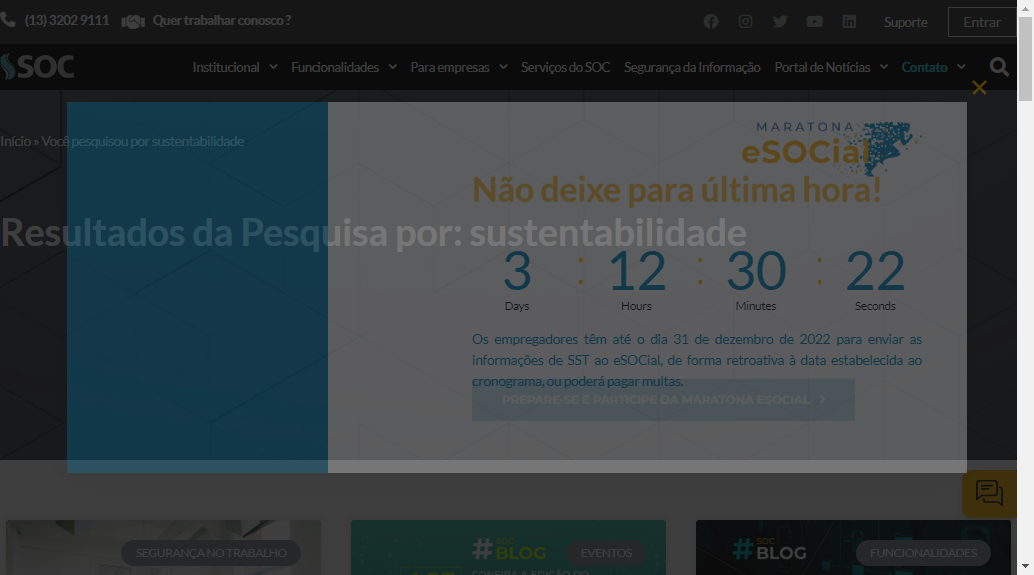 (13) 3202 9111 Quer trabalhar conosco ? Suporte Entrar
SOC Institucional Funcionalidades Para empresas Serviços do SOC Segurança da Informação Portal de Notícias Contato
Início » Você pesquisou por sustentabilidade
MARATONA
eSOCial
Não deixe para última hora!
Resultados da Pesquisa por: sustentabilidade
3 : 12 : 30 : 22
Days Hours Minutes Seconds
Os empregadores têm até o dia 31 de dezembro de 2022 para enviar as
informações de SST ao eSOCial, de forma retroativa à data estabelecida ao
cronograma, ou poderá pagar multas.
PREPARE-SE E PARTICIPE DA MARATONA ESOCIAL
SEGURANÇA NO TRABALHO
#SOC BLOG EVENTOS
#SOC BLOG FUNCIONALIDADES
CONFIRA A EDIÇÃO DO